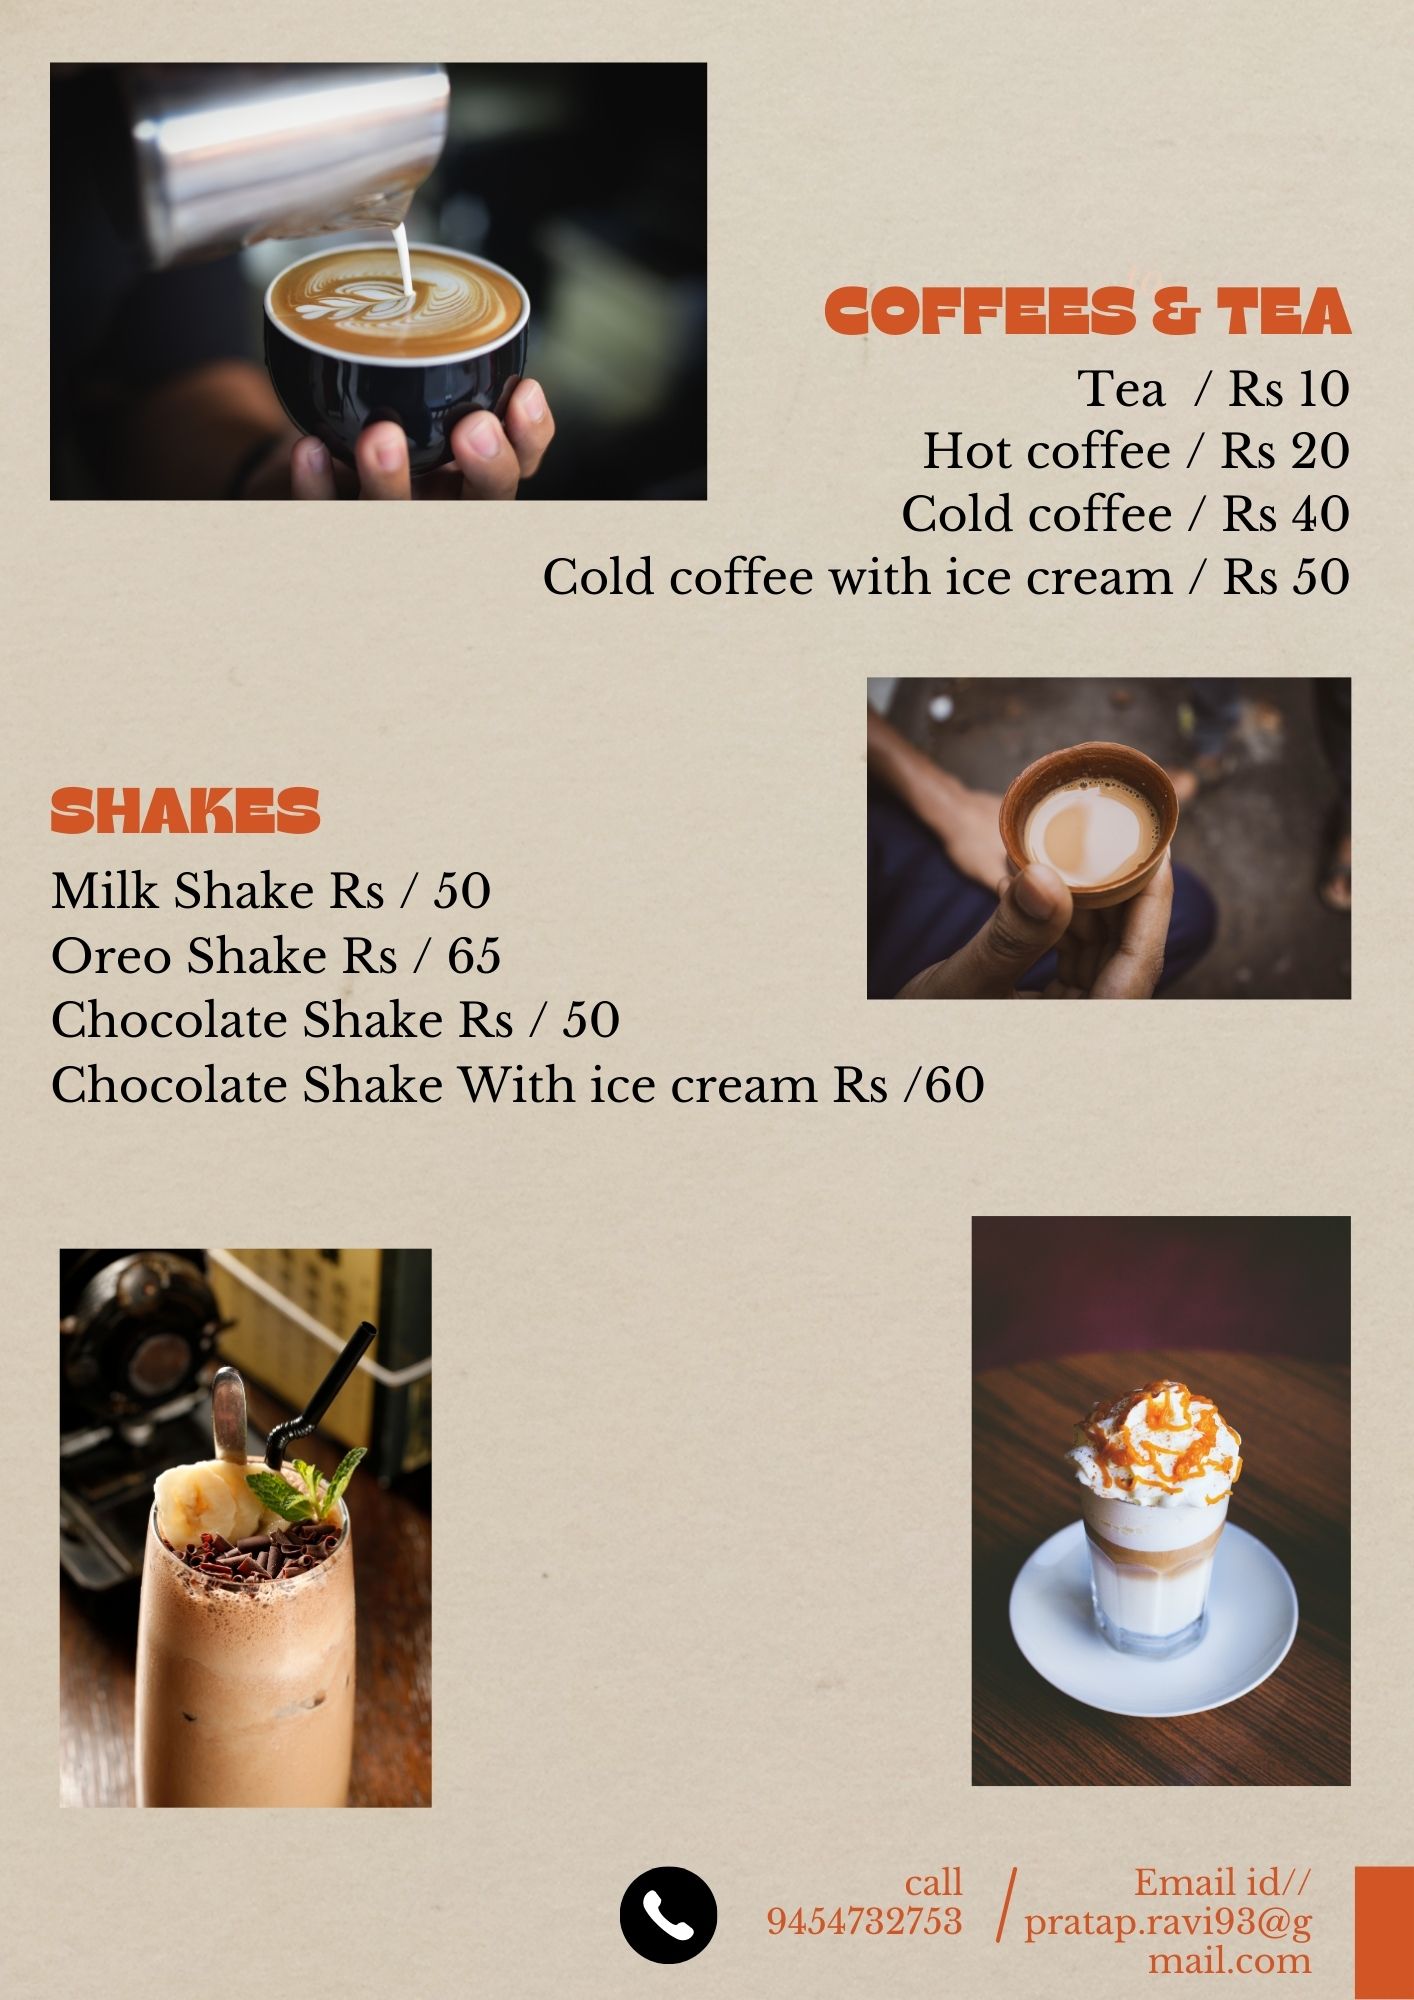 COFFEES & TEA
Tea / Rs 10
Hot coffee / Rs 20
Cold coffee / Rs 40
Cold coffee with ice cream / Rs 50
SHAKES
Milk Shake Rs / 50
Oreo Shake Rs / 65
Chocolate Shake Rs / 50
Chocolate Shake With ice cream Rs /60
call
9454732753
/
Email id//
pratap.ravi93@g
mail.com